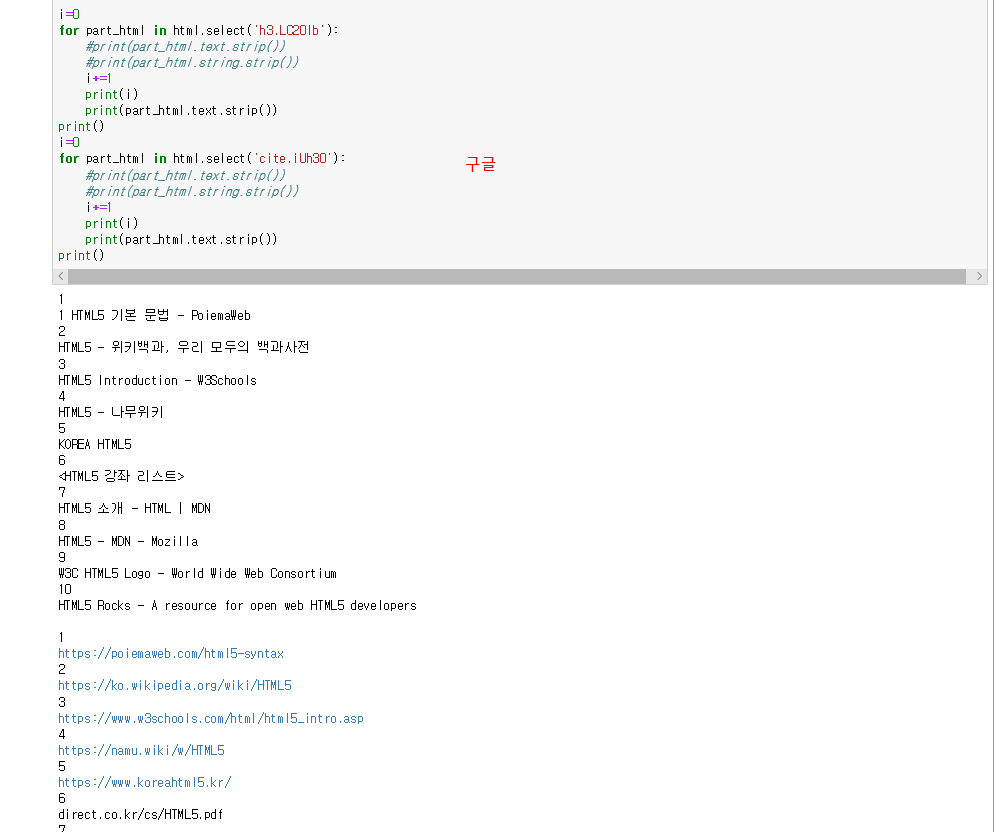 i=0
for part_html in html.select('h3.LC20lb'):
    #print(part_html.text.strip())
    #print(part_html.string.strip())
    i+=1
    print(i)
    print(part_html.text.strip())
print()
i=0
for part_html in html.select('cite.iUh30'):
구글
    #print(part_html.text.strip())
    #print(part_html.string.strip())
    i+=1
    print(i)
    print(part_html.text.strip())
print()
1
1 HTML5 기본 문법 - PoiemaWeb
2
HTML5 - 위키백과, 우리 모두의 백과사전
3
HTML5 Introduction - W3Schools
4
HTML5 - 나무위키
5
KOREA HTML5
6
<HTML5 강좌 리스트>
7
HTML5 소개 - HTML | MDN
8
HTML5 - MDN - Mozilla
9
W3C HTML5 Logo - World Wide Web Consortium
10
HTML5 Rocks - A resource for open web HTML5 developers
1
https://poiemaweb.com/html5-syntax
2
https://ko.wikipedia.org/wiki/HTML5
3
https://www.w3schools.com/html/html5_intro.asp
4
https://namu.wiki/w/HTML5
5
https://www.koreahtml5.kr/
6
direct.co.kr/cs/HTML5.pdf
7